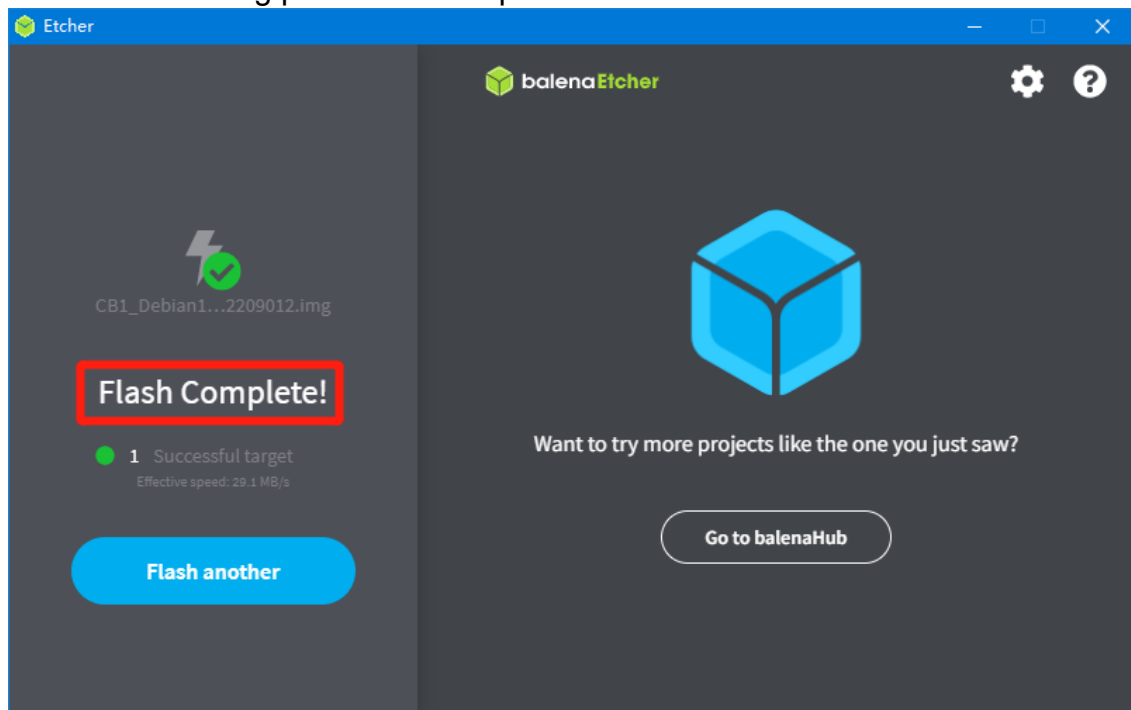 Etcher
balenaEtcher
CB1_Debian1...2209012.img
Flash Complete!
1 Successful target
Effective speed: 29.1 MB/s
Flash another
Want to try more projects like the one you just saw?
Go to balenaHub